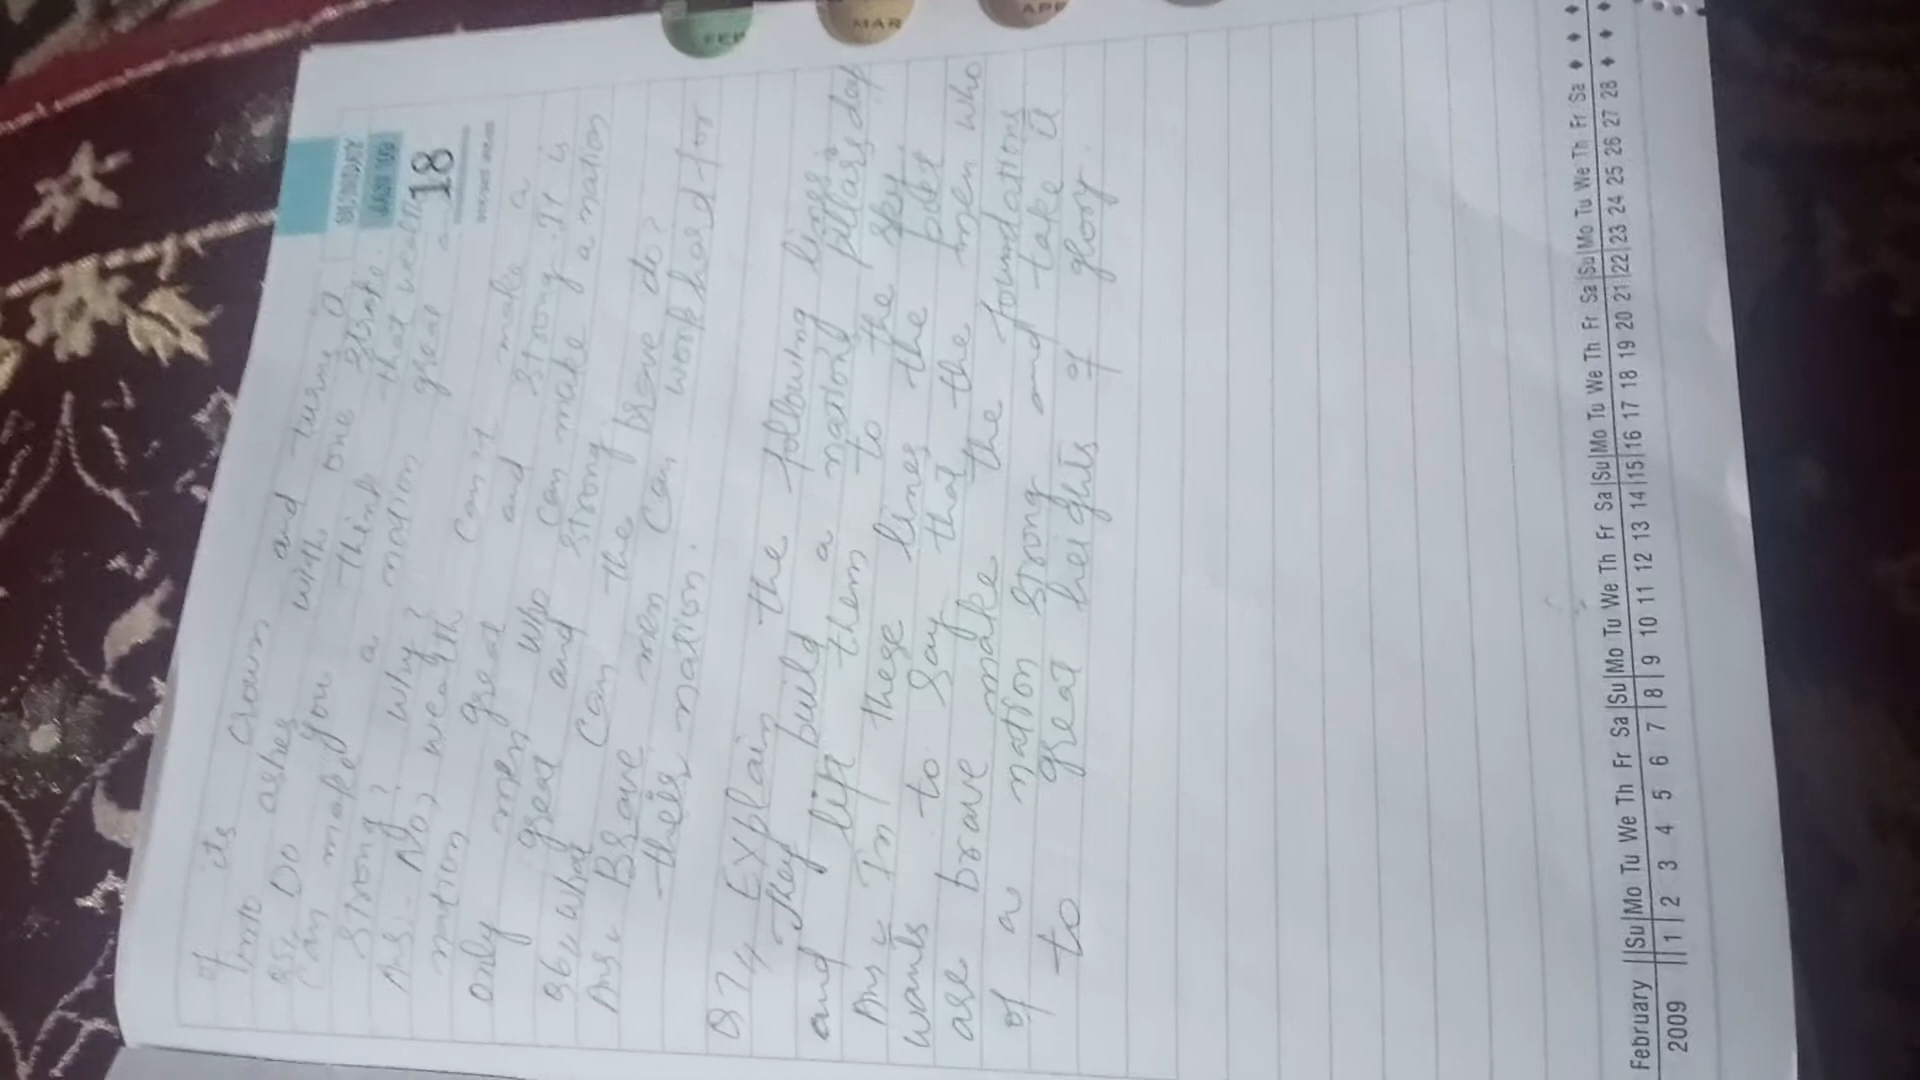 SUNDAY
JAN '09
18
of its crown and turns
into ashes with one stroke.
Q5. Do you think that wealth
can make a nation great a
strong? Why?
Ans- No, wealth can't make a
nation great and strong. It is
only men who can make a nation
great and strong.
Q6 What can the brave do?
Ans Brave men can work hard for
their nation.
Q7 Explain the following lines.
They build a nation's pillars deep
and lift them to the sky.
Ans In these lines the poet
wants to say that the men who
are brave make the foundations
of a nation strong and take it
to great heights of glory.
FEB
MAR
APR
February Su Mo Tu We Th Fr Sa Su Mo Tu We Th Fr Sa Su Mo Tu We Th Fr Sa Su Mo Tu We Th Fr Sa
2009 1 2 3 4 5 6 7 8 9 10 11 12 13 14 15 16 17 18 19 20 21 22 23 24 25 26 27 28